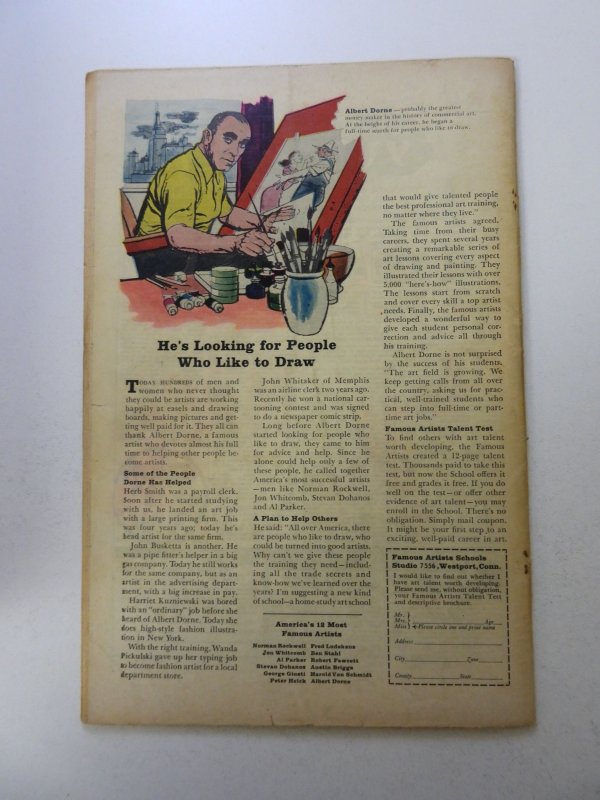 Albert Dorne—probably the greatest
money maker in the history of commercial art.
At the height of his career, he began a
full-time search for people who like to draw.
He's Looking for People
Who Like to Draw
TODAY HUNDREDS of men and
women who never thought
they could be artists are working
happily at easels and drawing
boards, making pictures and get-
ting well paid for it. They all can
thank Albert Dorne, a famous
artist who devotes almost his full
time to helping other people be-
come artists.
Some of the People
Dorne Has Helped
Herb Smith was a payroll clerk.
Soon after he started studying
with us, he landed an art job
with a large printing firm. This
was four years ago; today he's
head artist for the same firm.
John Busketta is another. He
was a pipe fitter's helper in a big
gas company. Today he still works
for the same company, but as an
artist in the advertising depart-
ment, with a big increase in pay.
Harriet Kuzniewski was bored
with an "ordinary" job before she
heard of Albert Dorne. Today she
does high-style fashion illustra-
tion in New York.
With the right training, Wanda
Pickulski gave up her typing job
to become fashion artist for a local
department store.
John Whitaker of Memphis
was an airline clerk two years ago.
Recently he won a national car-
tooning contest and was signed
to do a newspaper comic strip.
Long before Albert Dorne
started looking for people who
like to draw, they came to him
for advice and help. Since he
alone could help only a few of
these people, he called together
America's most successful artists
—men like Norman Rockwell,
Jon Whitcomb, Stevan Dohanos
and Al Parker.
A Plan to Help Others
He said: "All over America, there
are people who like to draw, who
could be turned into good artists.
Why can't we give these people
the training they need—includ-
ing all the trade secrets and
know-how we've learned over the
years? I'm suggesting a new kind
of school—a home-study art school
America's 12 Most
Famous Artists
Norman Rockwell Fred Ludekens
Jon Whitcomb Ben Stahl
Al Parker Robert Fawcett
Stevan Dohanos Austin Briggs
George Giusti Harold Von Schmidt
Peter Helck Albert Dorne
that would give talented people
the best professional art training,
no matter where they live."
The famous artists agreed.
Taking time from their busy
careers, they spent several years
creating a remarkable series of
art lessons covering every aspect
of drawing and painting. They
illustrated their lessons with over
5,000 "here's-how" illustrations.
The lessons start from scratch
and cover every skill a top artist
needs. Finally, the famous artists
developed a wonderful way to
give each student personal cor-
rection and advice all through
his training.
Albert Dorne is not surprised
by the success of his students.
"The art field is growing. We
keep getting calls from all over
the country, asking us for prac-
tical, well-trained students who
can step into full-time or part-
time art jobs."
Famous Artists Talent Test
To find others with art talent
worth developing, the Famous
Artists created a 12-page talent
test. Thousands paid to take this
test, but now the School offers it
free and grades it free. If you do
well on the test—or offer other
evidence of art talent—you may
enroll in the School. There's no
obligation. Simply mail coupon.
It might be your first step to an
exciting, well-paid career in art.
Famous Artists Schools
Studio 7556, Westport, Conn.
I would like to find out whether I
have art talent worth developing.
Please send me, without obligation,
your Famous Artists Talent Test
and descriptive brochure.
Mr.
Mrs. Age
Miss Please circle one and print name
Address
City Zone
County State